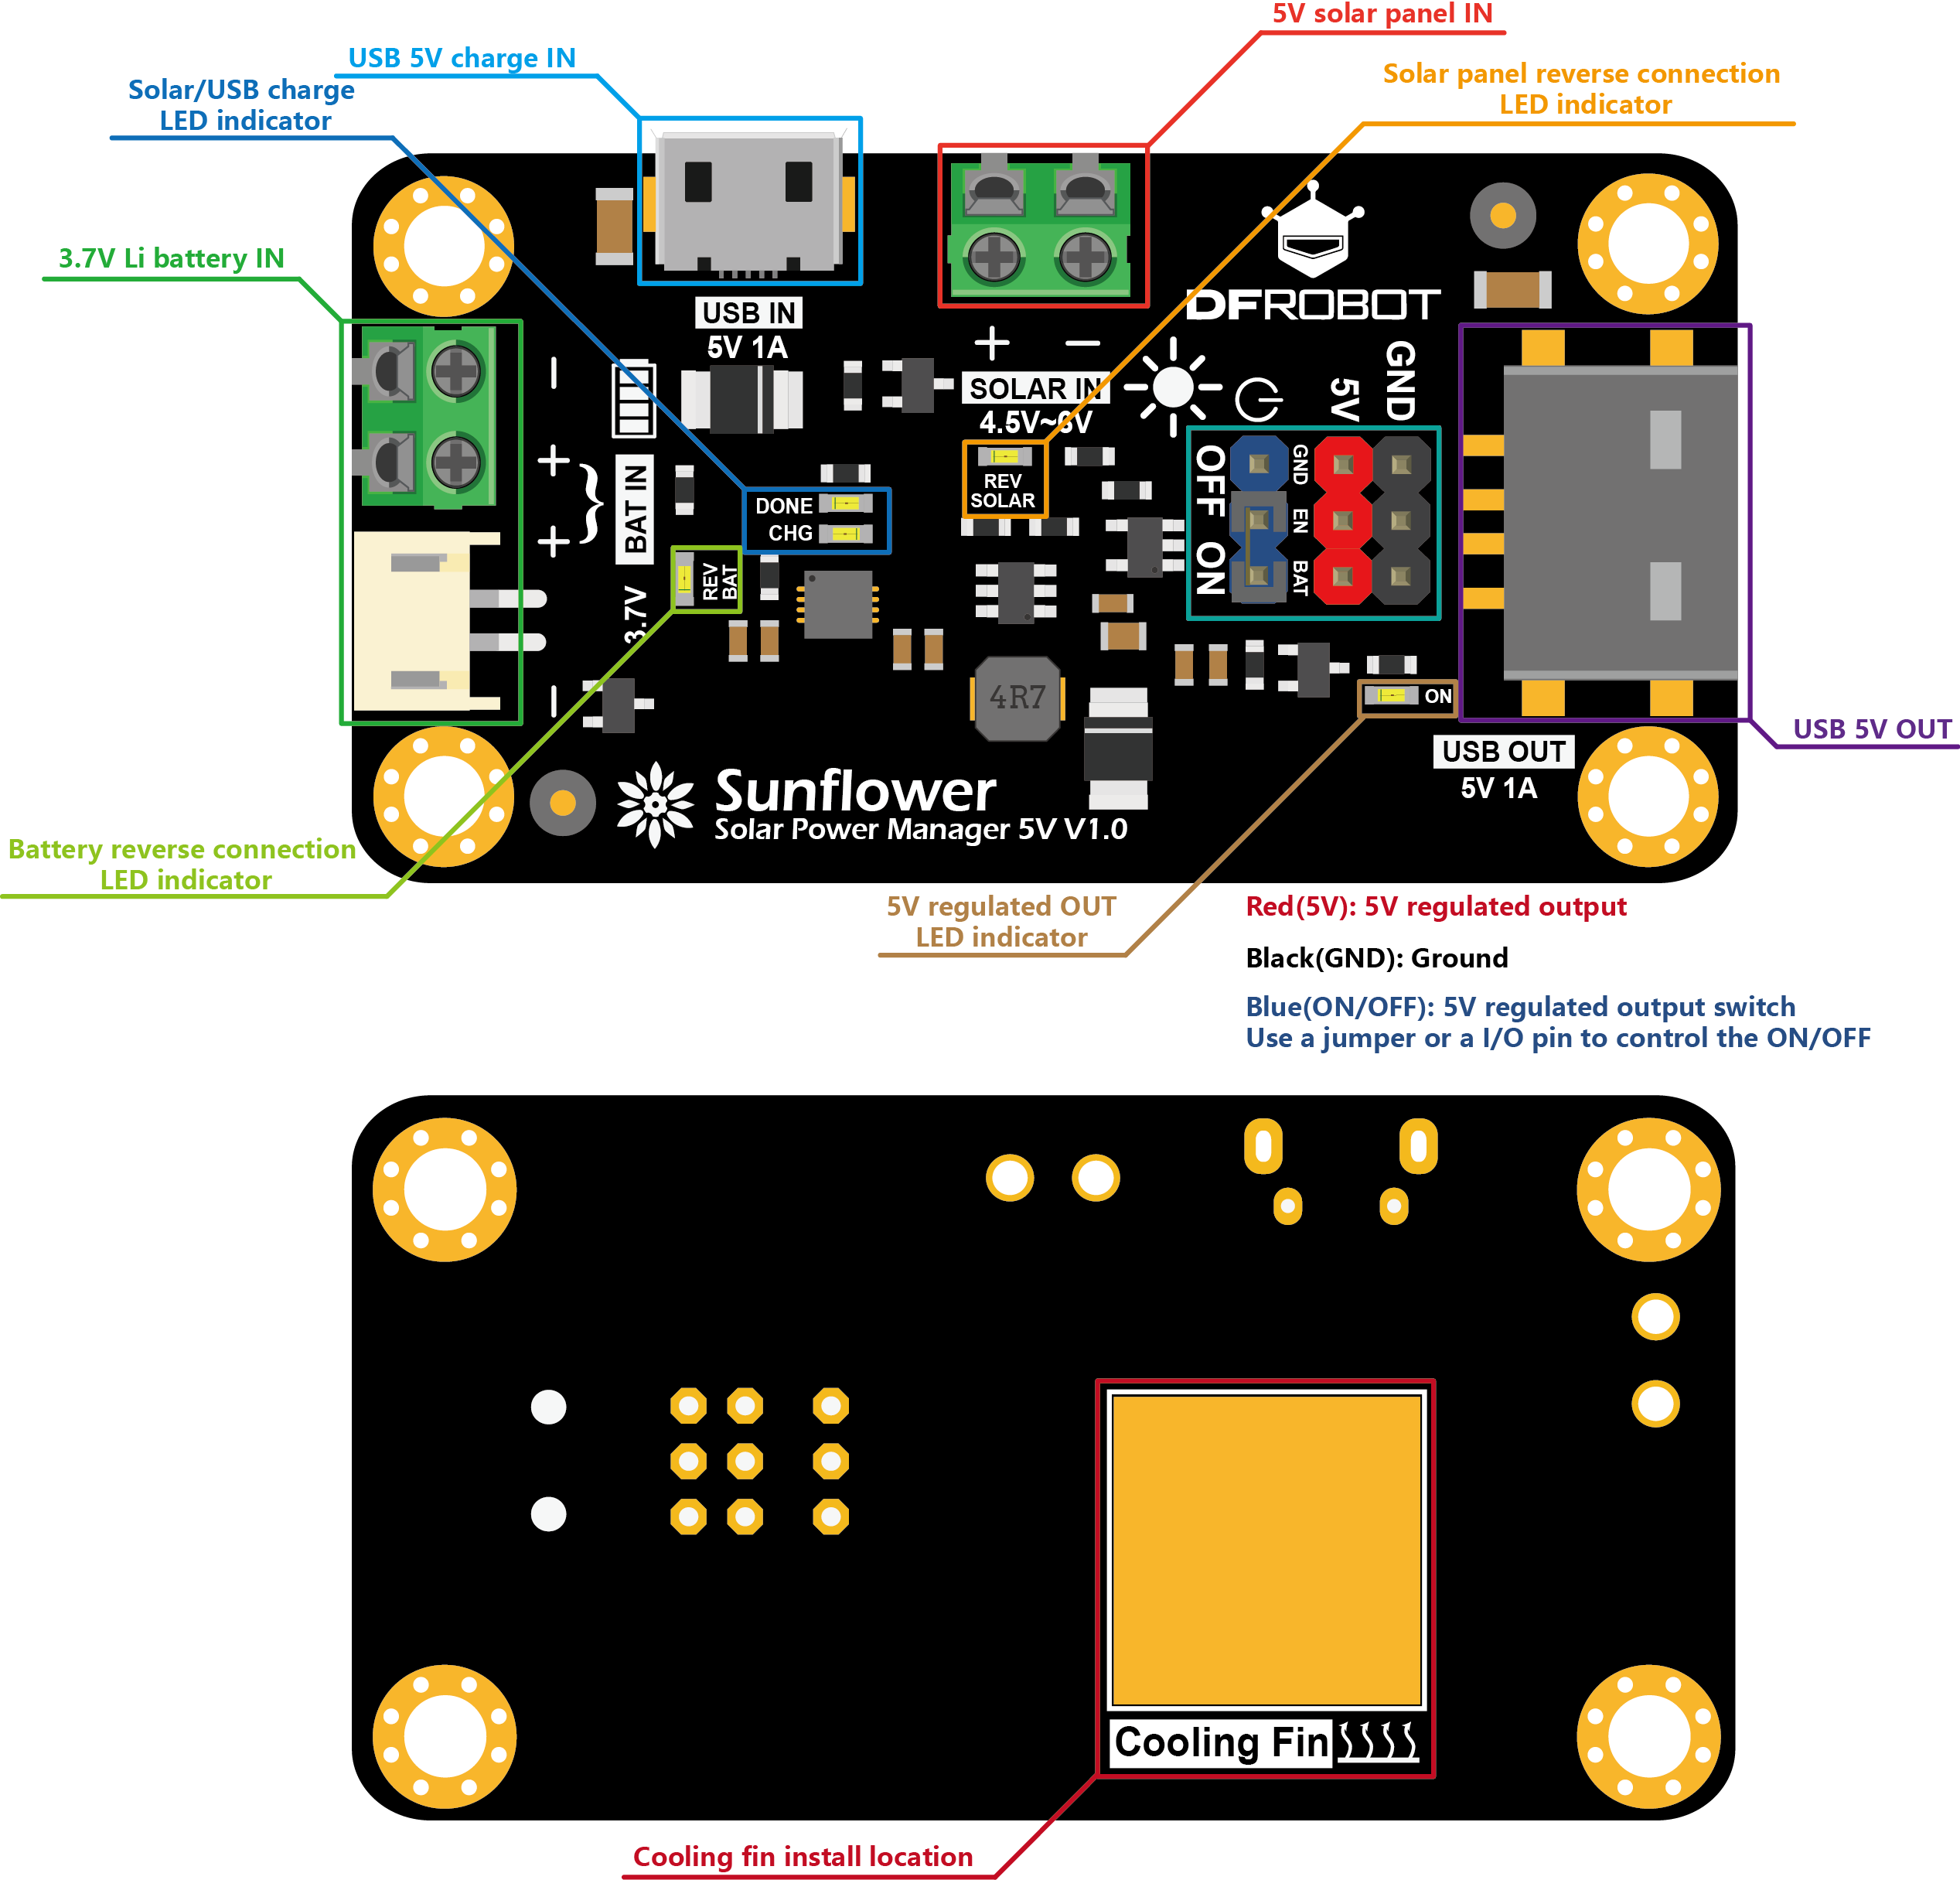 5V solar panel IN
USB 5V charge IN
Solar panel reverse connection
LED indicator
Solar/USB charge
LED indicator
3.7V Li battery IN
USB IN
5V 1A
DFROBOT
+ −
SOLAR IN
4.5V~6V
5V
GND
−
+
}
+
−
BAT IN
3.7V
DONE
CHG
REV
BAT
REV
SOLAR
OFF
ON
GND
EN
BAT
4R7
ON
USB 5V OUT
USB OUT
5V 1A
Sunflower
Solar Power Manager 5V V1.0
Battery reverse connection
LED indicator
5V regulated OUT
LED indicator
Red(5V): 5V regulated output
Black(GND): Ground
Blue(ON/OFF): 5V regulated output switch
Use a jumper or a I/O pin to control the ON/OFF
Cooling Fin
Cooling fin install location